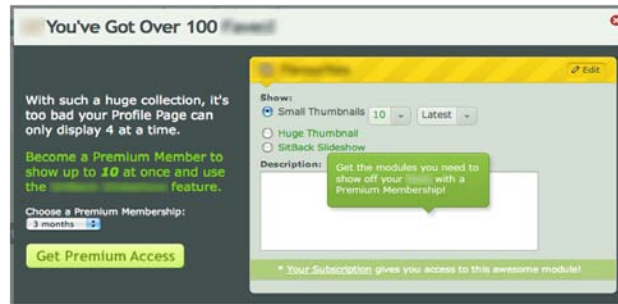 You've Got Over 100
Edit
With such a huge collection, it's
too bad your Profile Page can
only display 4 at a time.
Become a Premium Member to
show up to 10 at once and use
the feature.
Choose a Premium Membership:
3 months
Get Premium Access
Show:
Small Thumbnails 10 Latest
Huge Thumbnail
SitBack Slideshow
Description:
Get the modules you need to
show off your with a
Premium Membership!
* Your Subscription gives you access to this awesome module!